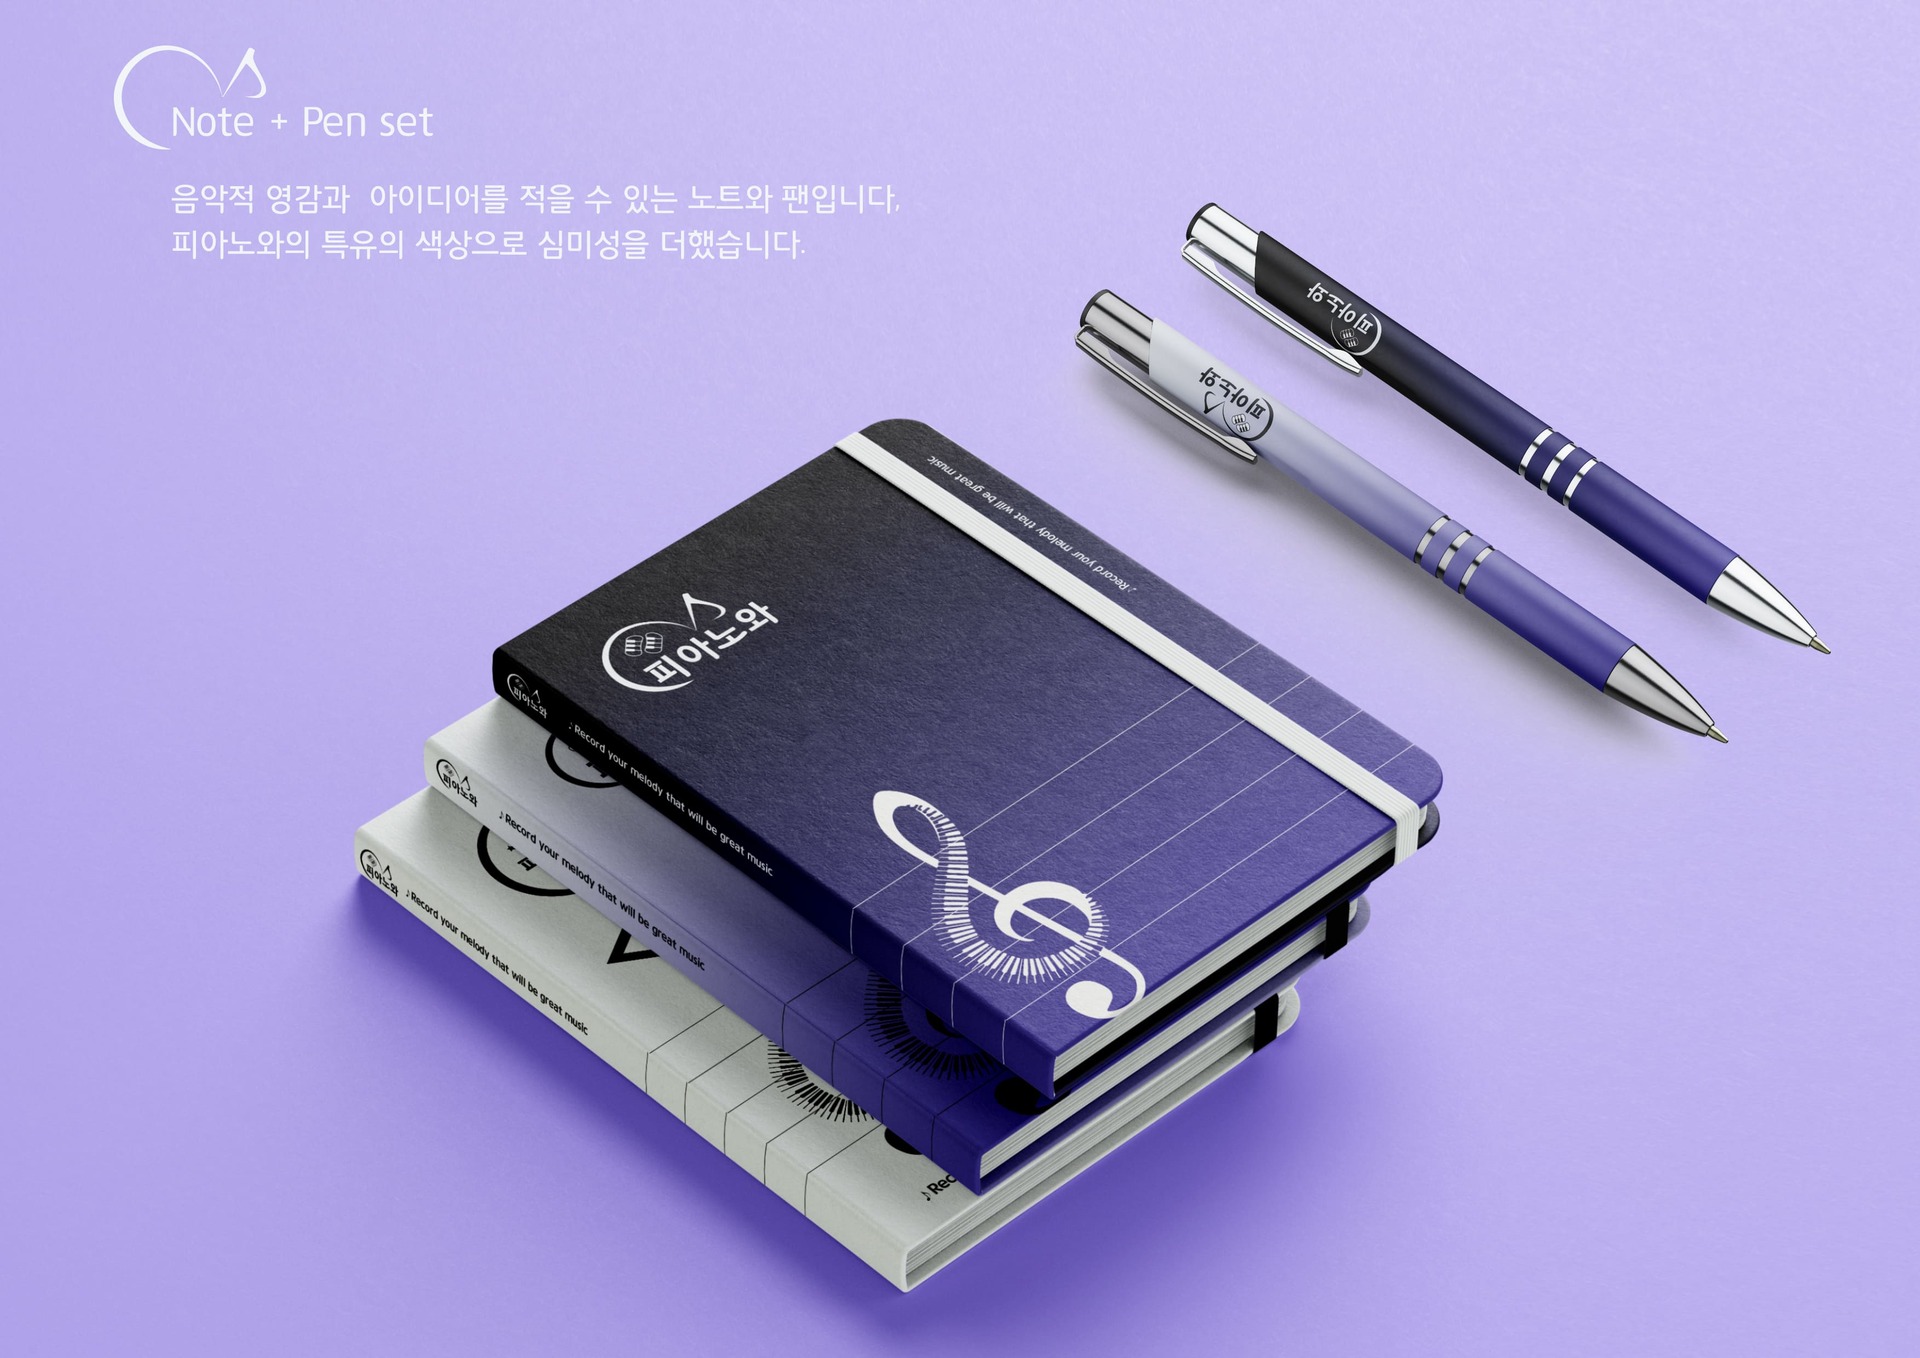 Note + Pen set
음악적 영감과 아이디어를 적을 수 있는 노트와 팬입니다,
피아노와의 특유의 색상으로 심미성을 더했습니다.
피아노와
피아노와
♪Record your melody that will be great music
피아노와
피아노와
♪Record your melody that will be great music
피아노와
♪Record your melody that will be great music
피아노와
♪Record your melody that will be great music
♪Rec